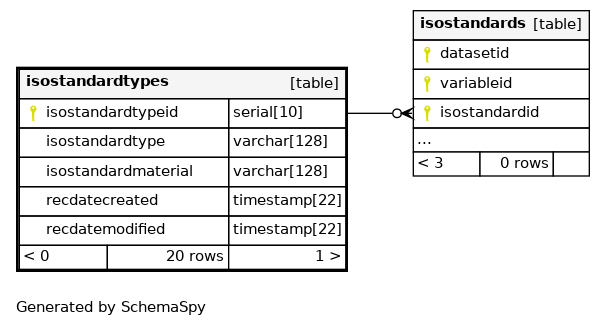 isostandardtypes [table]
isostandardtypeid serial[10]
isostandardtype varchar[128]
isostandardmaterial varchar[128]
recdatecreated timestamp[22]
recdatemodified timestamp[22]
< 0 20 rows 1 >
isostandards [table]
datasetid
variableid
isostandardid
...
< 3 0 rows
Generated by SchemaSpy